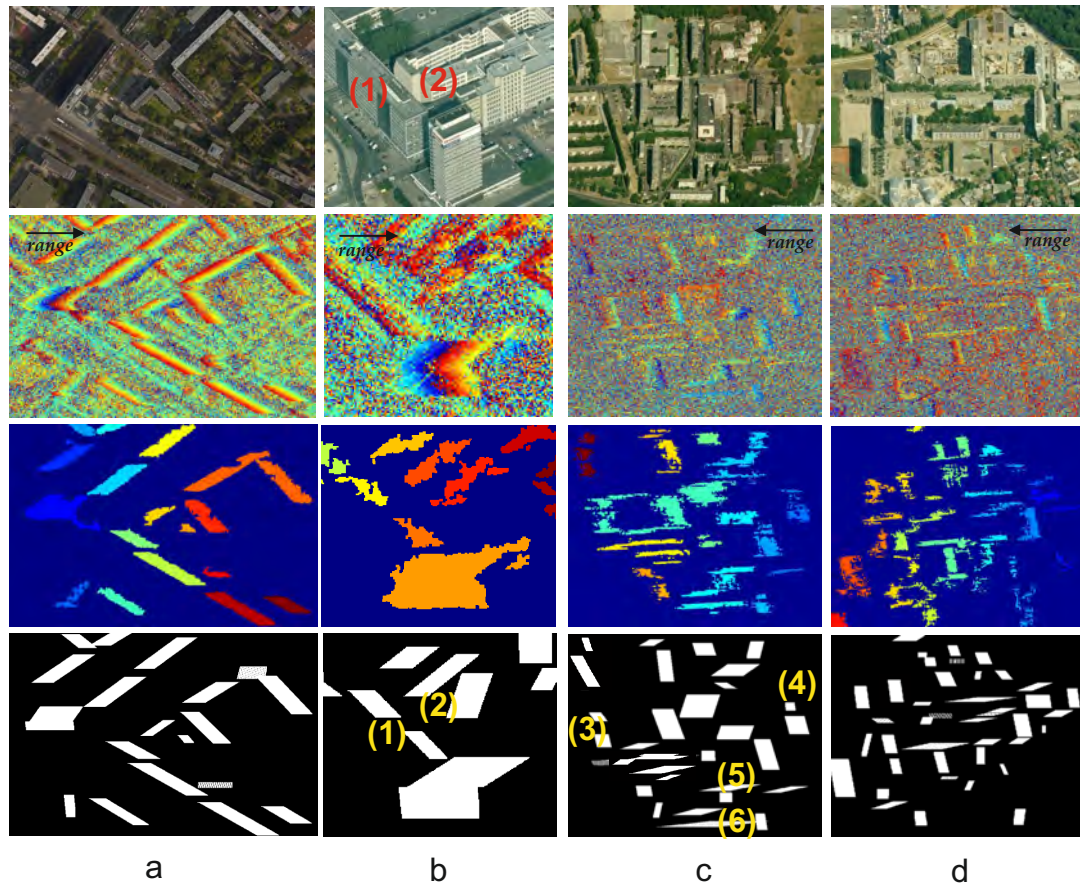 (1)
(2)
range
range
range
range
(1)
(2)
(3)
(4)
(5)
(6)
a
b
c
d